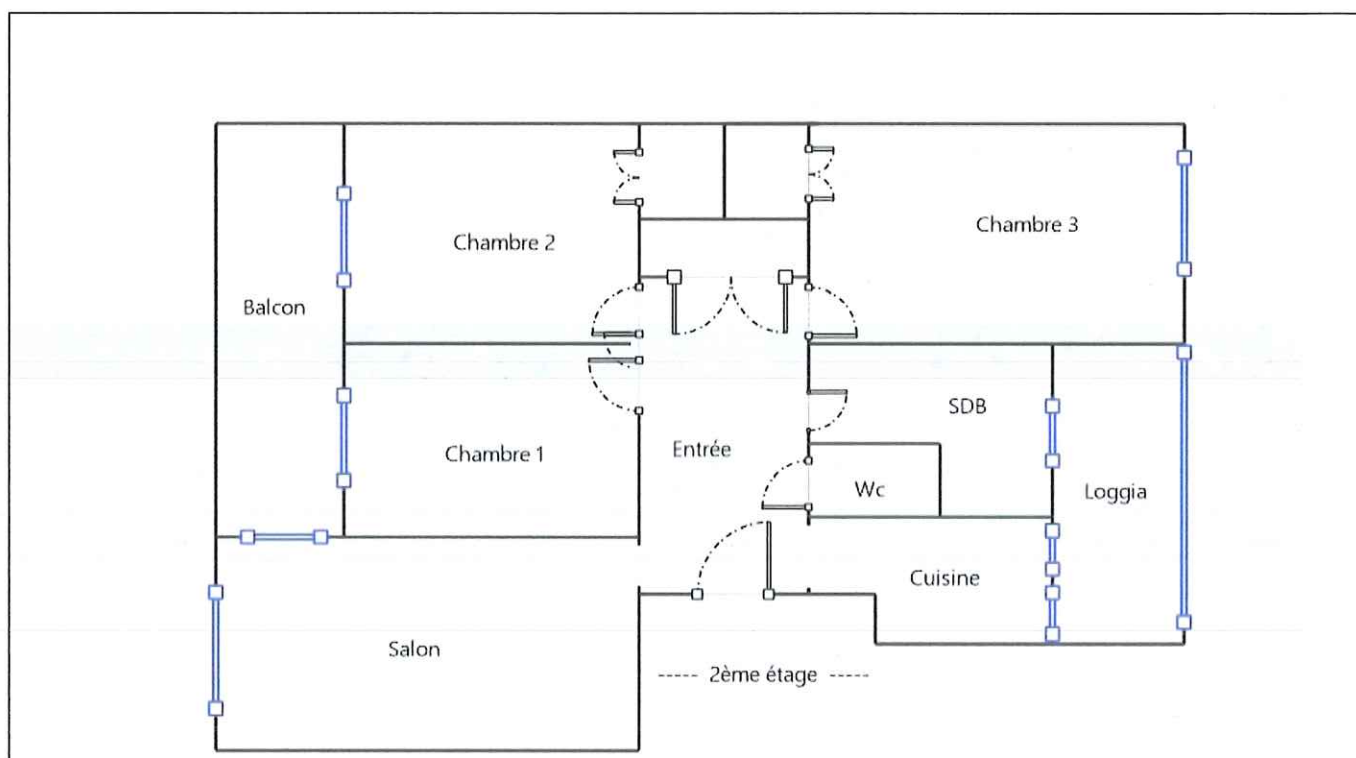 Chambre 3
Chambre 2
Balcon
SDB
Chambre 1
Entrée
Wc
Loggia
Cuisine
Salon
2ème étage